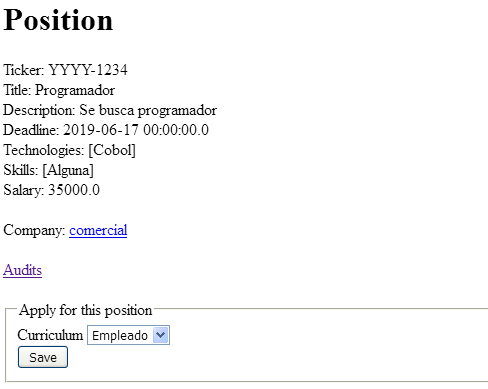 Position
Ticker: YYYY-1234
Title: Programador
Description: Se busca programador
Deadline: 2019-06-17 00:00:00.0
Technologies: [Cobol]
Skills: [Alguna]
Salary: 35000.0
Company: comercial
Audits
Apply for this position
Curriculum Empleado
Save